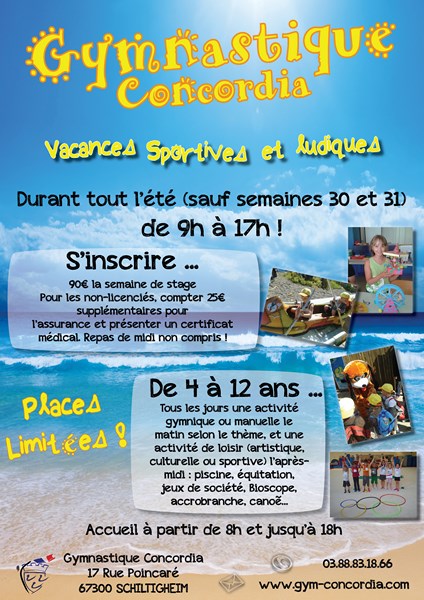 Gymnastique
Concordia
Vacances Sportives et ludiques
Durant tout l'été (sauf semaines 30 et 31)
de 9h à 17h !
S'inscrire ...
90€ la semaine de stage
Pour les non-licenciés, compter 25€
supplémentaires pour
l'assurance et présenter un certificat
médical. Repas de midi non compris !
Places
Limitées !
De 4 à 12 ans ...
Tous les jours une activité
gymnique ou manuelle le
matin selon le thème, et une
activité de loisir (artistique,
culturelle ou sportive) l'après-
midi : piscine, équitation,
jeux de société, Bioscope,
accrobranche, canoë...
Accueil à partir de 8h et jusqu'à 18h
Gymnastique Concordia
17 Rue Poincaré
67300 SCHILTIGHEIM
03.88.83.18.66
www.gym-concordia.com